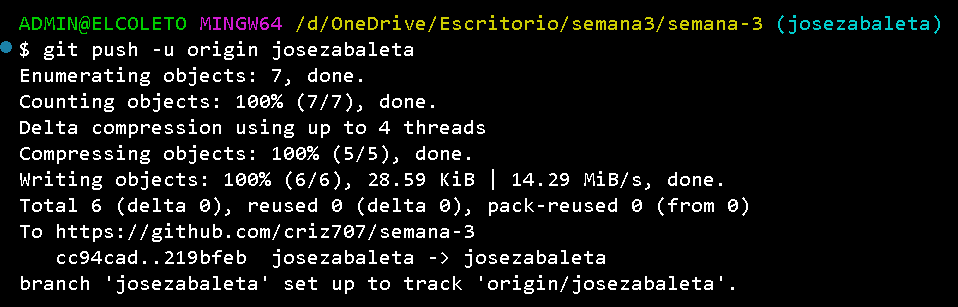 ADMIN@ELCOLETO MINGW64 /d/OneDrive/Escritorio/semana3/semana-3 (josezabaleta)
$ git push -u origin josezabaleta
Enumerating objects: 7, done.
Counting objects: 100% (7/7), done.
Delta compression using up to 4 threads
Compressing objects: 100% (5/5), done.
Writing objects: 100% (6/6), 28.59 KiB | 14.29 MiB/s, done.
Total 6 (delta 0), reused 0 (delta 0), pack-reused 0 (from 0)
To https://github.com/criz707/semana-3
   cc94cad..219bfeb  josezabaleta -> josezabaleta
branch 'josezabaleta' set up to track 'origin/josezabaleta'.